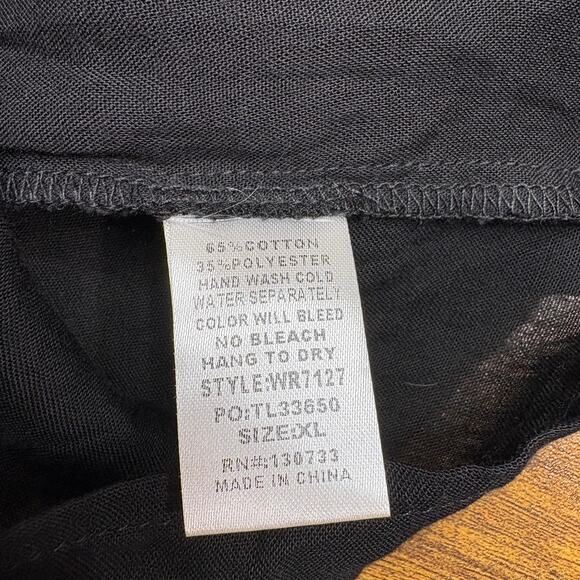 65%COTTON
35%POLYESTER
HAND WASH COLD
WATER SEPARATELY
COLOR WILL BLEED
NO BLEACH
HANG TO DRY
STYLE:WR7127
PO:TL33650
SIZE:XL
RN#:130733
MADE IN CHINA